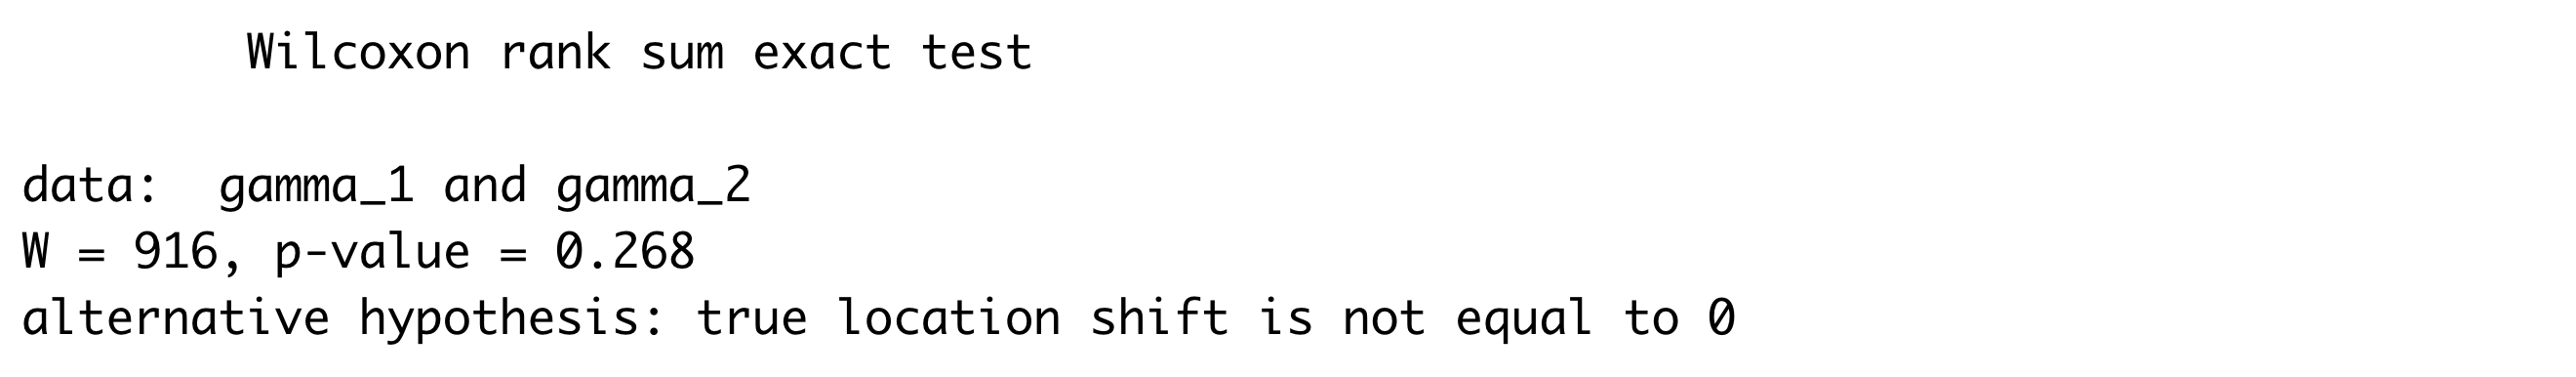 Wilcoxon rank sum exact test
data:  gamma_1 and gamma_2
W = 916, p-value = 0.268
alternative hypothesis: true location shift is not equal to 0